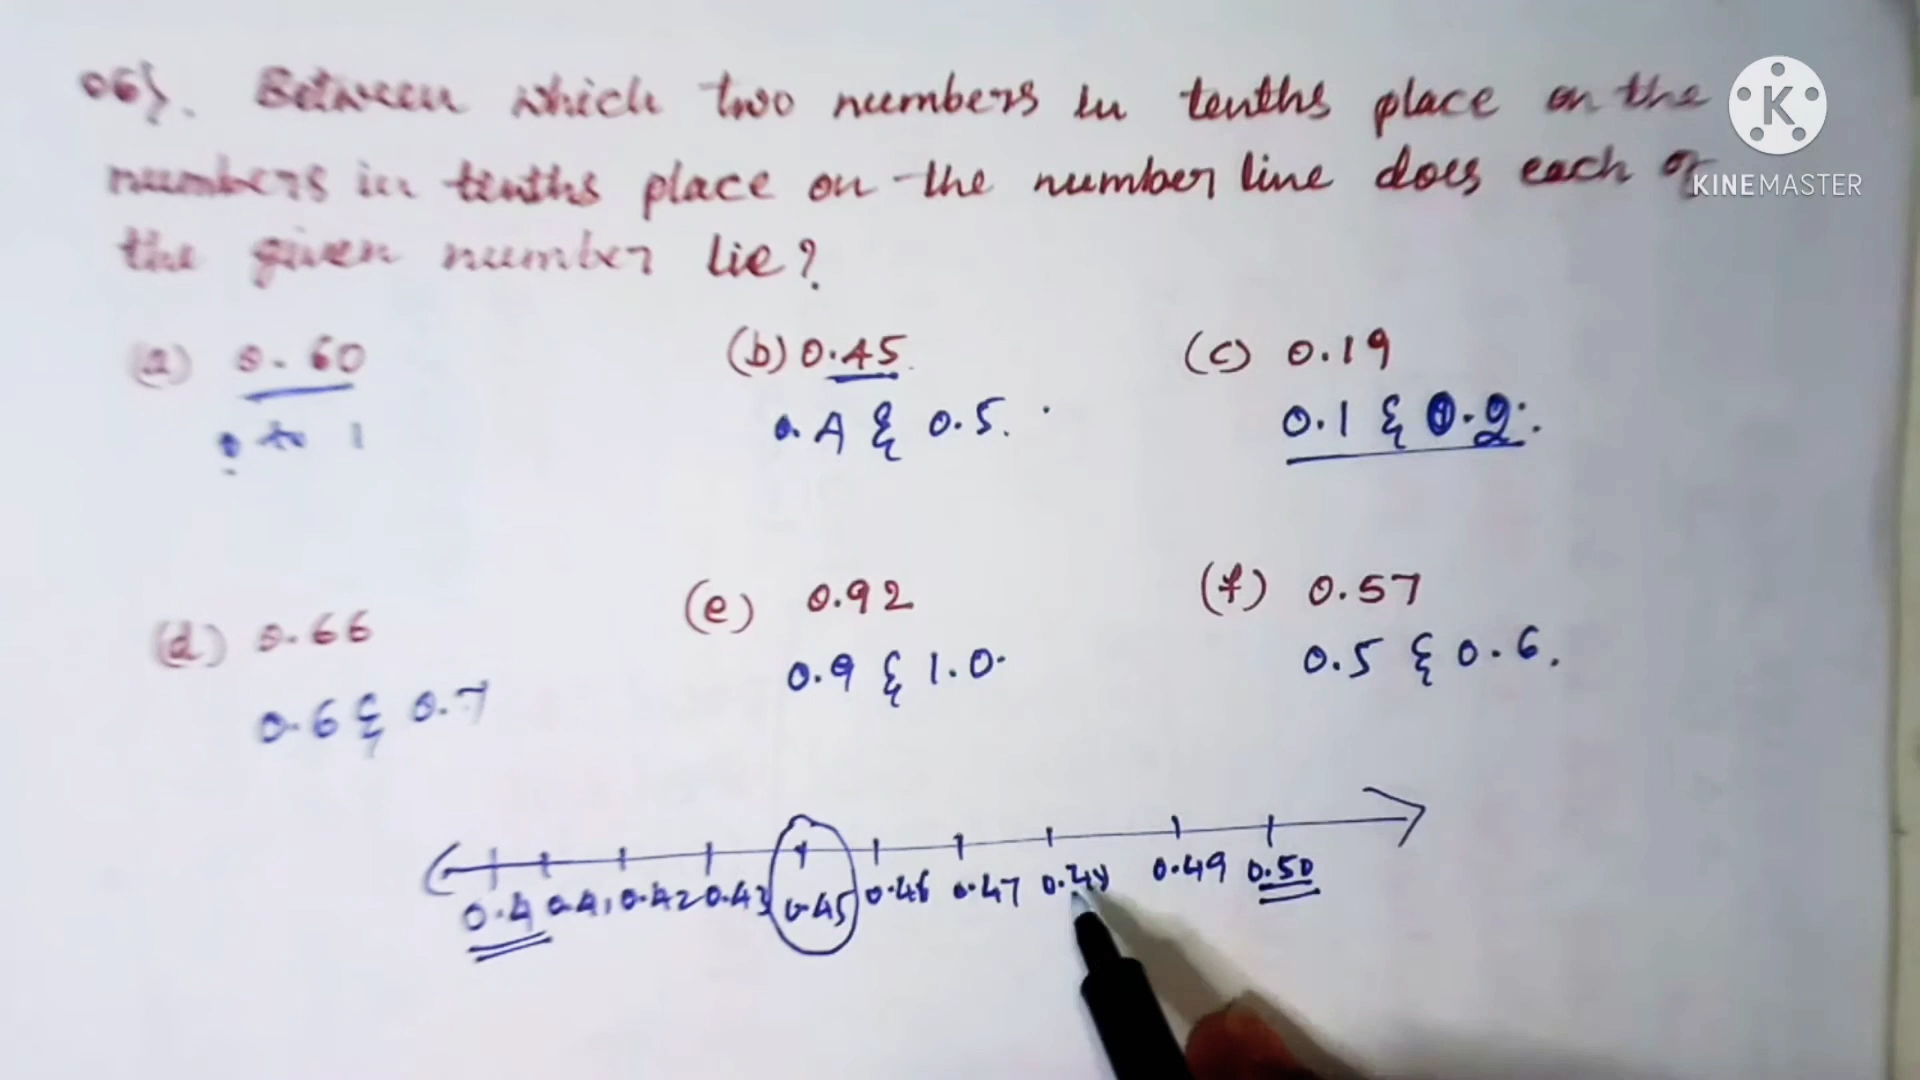 06}. Between which two numbers in tenths place on the
numbers in tenths place on the number line does each of
the given number lie?
(a) 0.60 (b) 0.45 (c) 0.19
0 to 1 0.4 & 0.5. 0.1 & 0.2.
(d) 0.66 (e) 0.92 (f) 0.57
0.6 & 0.7 0.9 & 1.0. 0.5 & 0.6.
0.4 0.41 0.42 0.43 0.45 0.46 0.47 0.49 0.50
K
KINEMASTER